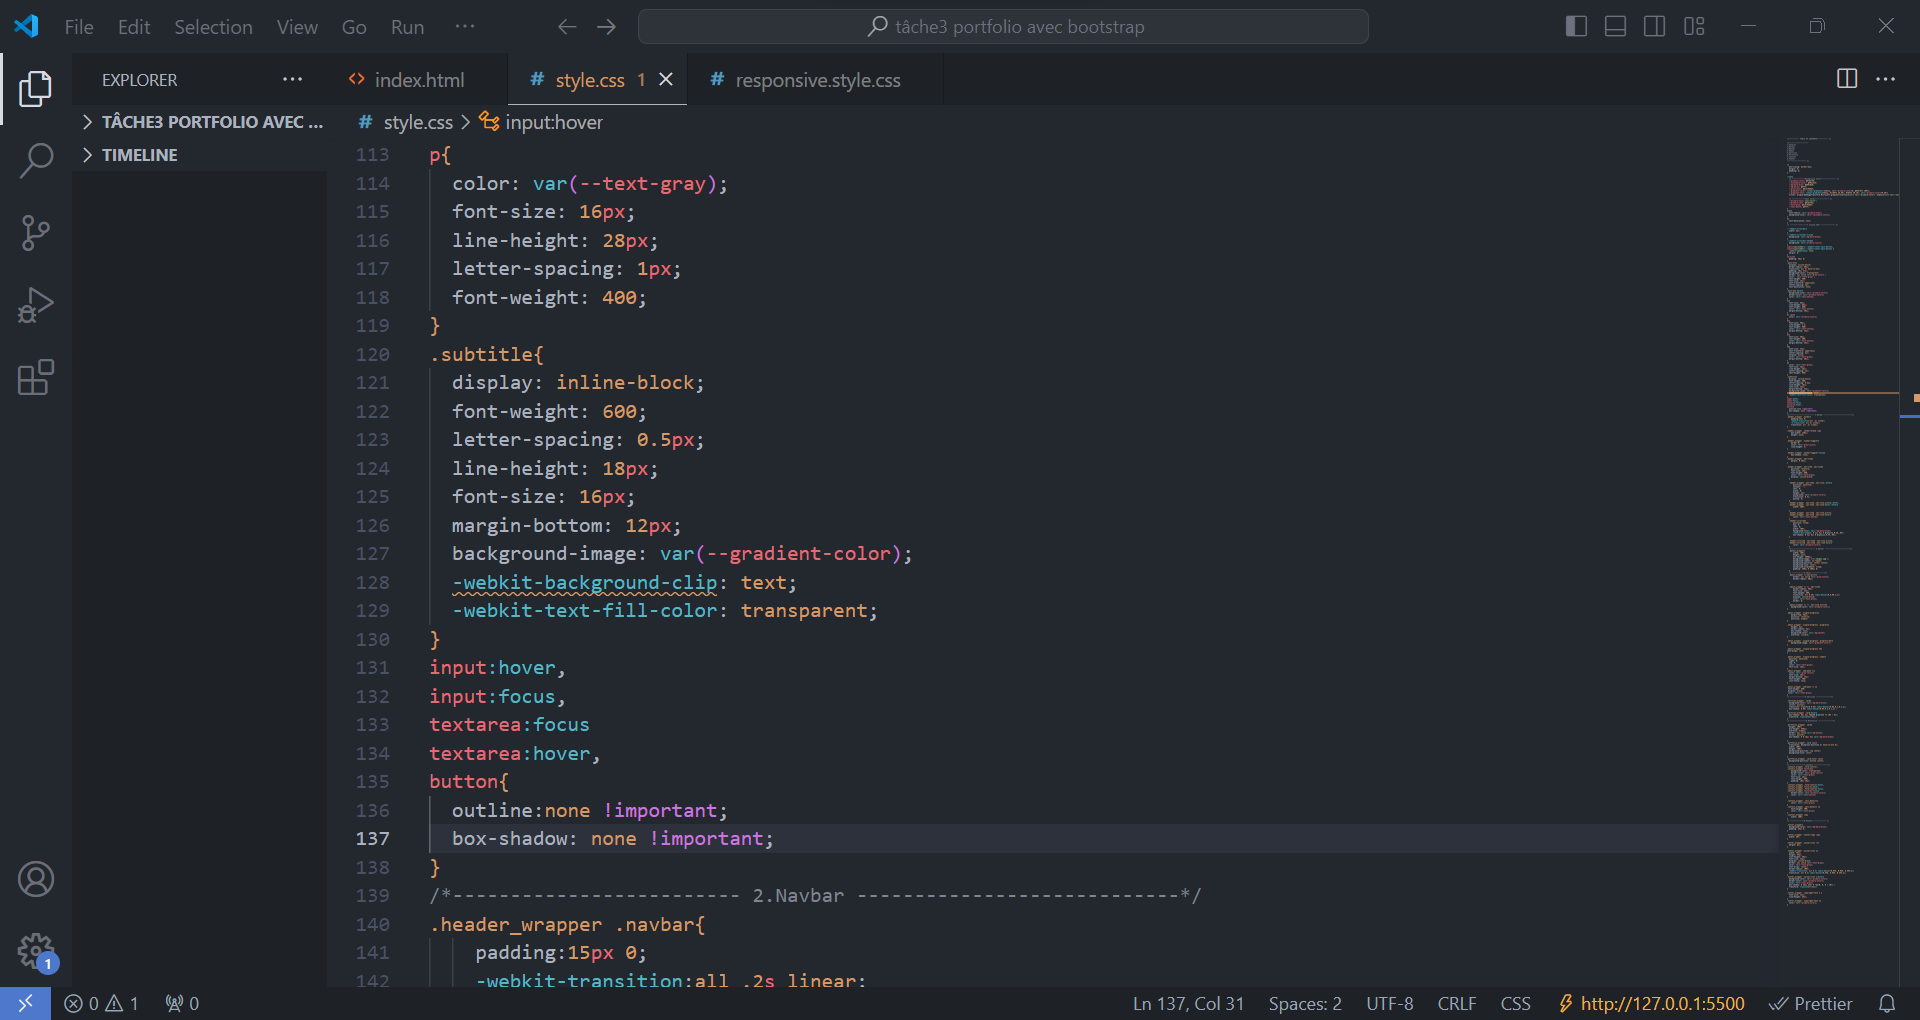 File Edit Selection View Go Run ··· tâche3 portfolio avec bootstrap
EXPLORER ··· index.html style.css 1 responsive.style.css
TÂCHE3 PORTFOLIO AVEC ...
TIMELINE
style.css > input:hover
113 p{
114 color: var(--text-gray);
115 font-size: 16px;
116 line-height: 28px;
117 letter-spacing: 1px;
118 font-weight: 400;
119 }
120 .subtitle{
121 display: inline-block;
122 font-weight: 600;
123 letter-spacing: 0.5px;
124 line-height: 18px;
125 font-size: 16px;
126 margin-bottom: 12px;
127 background-image: var(--gradient-color);
128 -webkit-background-clip: text;
129 -webkit-text-fill-color: transparent;
130 }
131 input:hover,
132 input:focus,
133 textarea:focus
134 textarea:hover,
135 button{
136 outline:none !important;
137 box-shadow: none !important;
138 }
139 /*------------------------- 2.Navbar ----------------------------*/
140 .header_wrapper .navbar{
141 padding:15px 0;
142 -webkit-transition:all .2s linear;
1
0 1 0 Ln 137, Col 31 Spaces: 2 UTF-8 CRLF CSS http://127.0.0.1:5500 Prettier